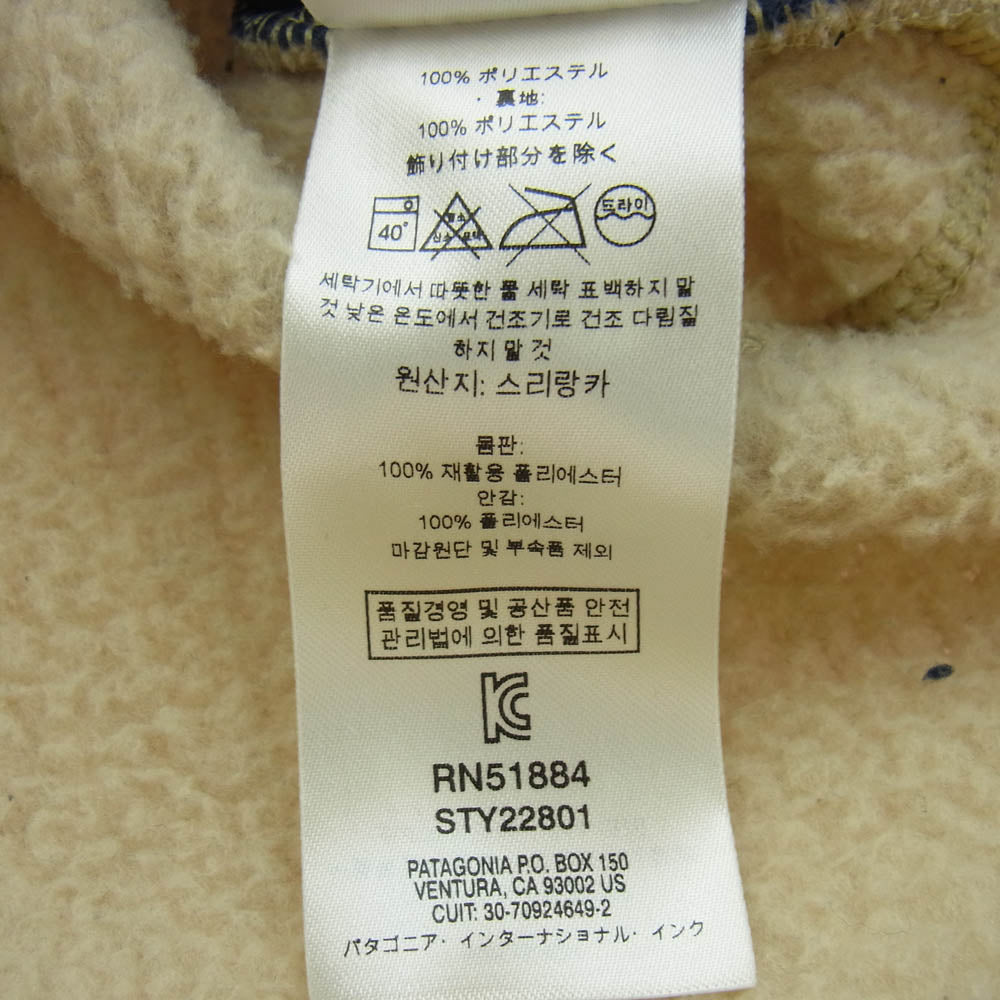 100% ポリエステル
・裏地:
100% ポリエステル
飾り付け部分を除く
40°
드라이
세탁기에서 따뜻한 물 세탁 표백하지 말
것 낮은 온도에서 건조기로 건조 다림질
하지 말 것
원산지: 스리랑카
몸판:
100% 재활용 폴리에스터
안감:
100% 폴리에스터
마감원단 및 부속품 제외
품질경영 및 공산품 안전
관리법에 의한 품질표시
KC
RN51884
STY22801
PATAGONIA P.O. BOX 150
VENTURA, CA 93002 US
CUIT: 30-70924649-2
パタゴニア・インターナショナル・インク